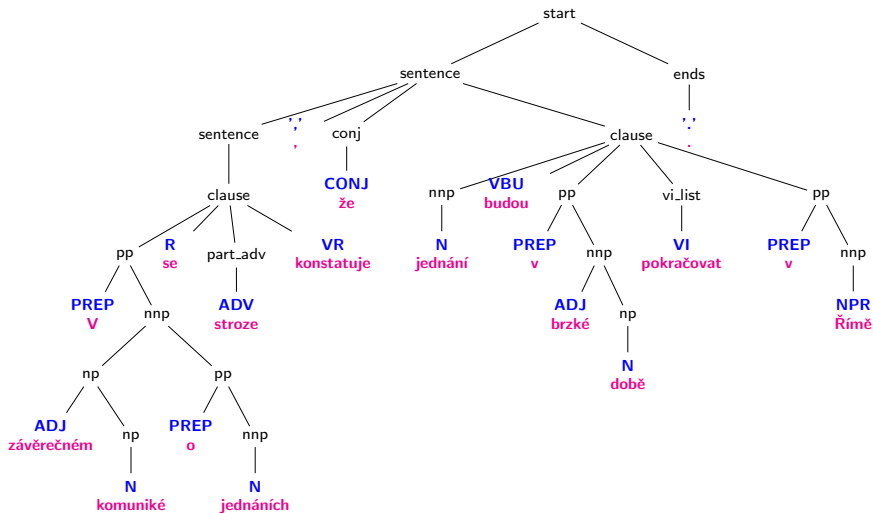 start
sentence ends
sentence ',' conj clause '.'
, .
clause CONJ nnp VBU pp vi_list pp
že budou
pp R part_adv VR N PREP nnp VI PREP nnp
se konstatuje jednání v pokračovat v
PREP nnp ADV ADJ np NPR
V stroze brzké Římě
np pp N
době
ADJ np PREP nnp
závěrečném o
N N
komuniké jednáních